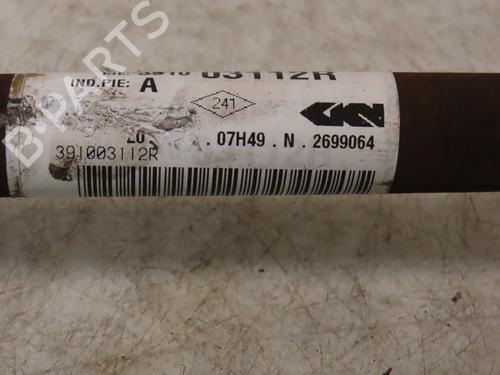 03112R
IND.PIE: A
241
GKN
. 07H49 . N . 2699064
391003112R
B-PARTS